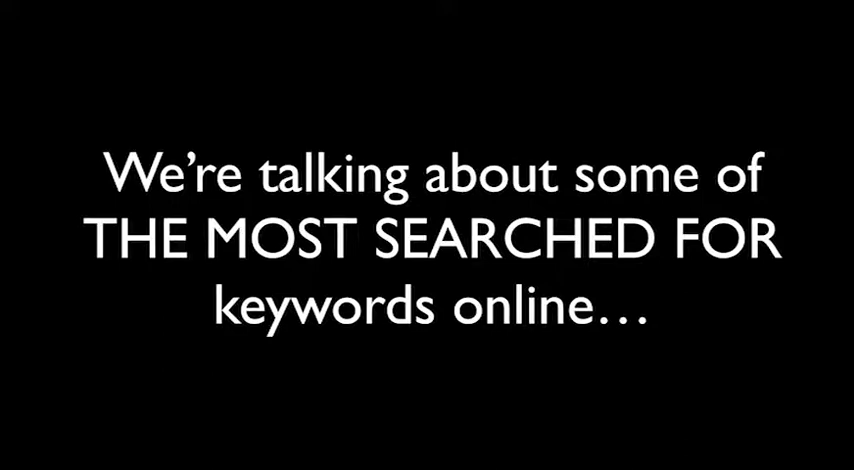 We’re talking about some of
THE MOST SEARCHED FOR
keywords online…